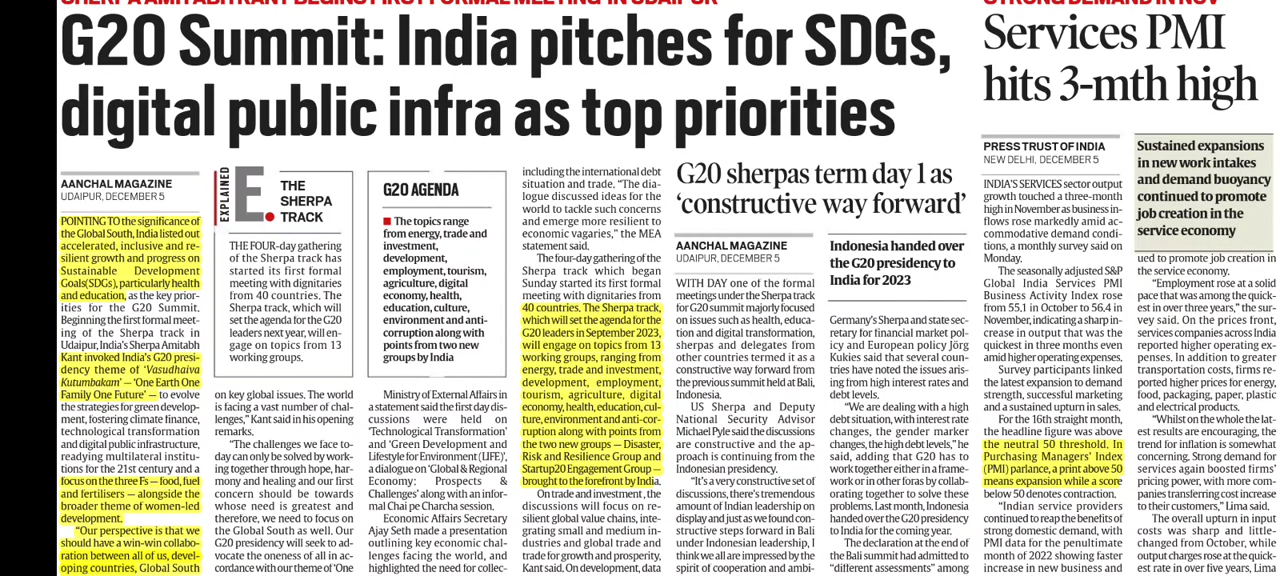 SHERPA AMITABH KANT BEGINS FIRST FORMAL MEETING IN UDAIPUR
G20 Summit: India pitches for SDGs,
digital public infra as top priorities
AANCHAL MAGAZINE
UDAIPUR, DECEMBER 5
POINTING TO the significance of
the Global South, India listed out
accelerated, inclusive and re-
silient growth and progress on
Sustainable Development
Goals(SDGs), particularly health
and education, as the key prior-
ities for the G20 Summit.
Beginning the first formal meet-
ing of the Sherpa track in
Udaipur, India's Sherpa Amitabh
Kant invoked India's G20 presi-
dency theme of 'Vasudhaiva
Kutumbakam' — 'One Earth One
Family One Future' — to evolve
the strategies for green develop-
ment, fostering climate finance,
technological transformation
and digital public infrastructure,
readying multilateral institu-
tions for the 21st century and a
focus on the three Fs — food, fuel
and fertilisers — alongside the
broader theme of women-led
development.
"Our perspective is that we
should have a win-win collabo-
ration between all of us, devel-
oping countries, Global South
EXPLAINED
E.
THE
SHERPA
TRACK
THE FOUR-day gathering
of the Sherpa track has
started its first formal
meeting with dignitaries
from 40 countries. The
Sherpa track, which will
set the agenda for the G20
leaders next year, will en-
gage on topics from 13
working groups.
on key global issues. The world
is facing a vast number of chal-
lenges," Kant said in his opening
remarks.
"The challenges we face to-
day can only be solved by work-
ing together through hope, har-
mony and healing and our first
concern should be towards
whose need is greatest and
therefore, we need to focus on
the Global South as well. Our
G20 presidency will seek to ad-
vocate the oneness of all in ac-
cordance with our theme of 'One
G20 AGENDA
■ The topics range
from energy, trade and
investment,
development,
employment, tourism,
agriculture, digital
economy, health,
education, culture,
environment and anti-
corruption along with
points from two new
groups by India
Ministry of External Affairs in
a statement said the first day dis-
cussions were held on
'Technological Transformation'
and 'Green Development and
Lifestyle for Environment (LiFE)',
a dialogue on 'Global & Regional
Economy: Prospects &
Challenges' along with an infor-
mal Chai pe Charcha session.
Economic Affairs Secretary
Ajay Seth made a presentation
outlining key economic chal-
lenges facing the world, and
highlighted the need for collec-
including the international debt
situation and trade. "The dia-
logue discussed ideas for the
world to tackle such concerns
and emerge more resilient to
economic vagaries," the MEA
statement said.
The four-day gathering of the
Sherpa track which began
Sunday started its first formal
meeting with dignitaries from
40 countries. The Sherpa track,
which will set the agenda for the
G20 leaders in September 2023,
will engage on topics from 13
working groups, ranging from
energy, trade and investment,
development, employment,
tourism, agriculture, digital
economy, health, education, cul-
ture, environment and anti-cor-
ruption along with points from
the two new groups — Disaster,
Risk and Resilience Group and
Startup20 Engagement Group —
brought to the forefront by India.
On trade and investment, the
discussions will focus on re-
silient global value chains, inte-
grating small and medium in-
dustries and global trade and
trade for growth and prosperity,
Kant said. On development, data
G20 sherpas term day 1 as
'constructive way forward'
AANCHAL MAGAZINE
UDAIPUR, DECEMBER 5
WITH DAY one of the formal
meetings under the Sherpa track
for G20 summit majorly focused
on issues such as health, educa-
tion and digital transformation,
sherpas and delegates from
other countries termed it as a
constructive way forward from
the previous summit held at Bali,
Indonesia.
US Sherpa and Deputy
National Security Advisor
Michael Pyle said the discussions
are constructive and the ap-
proach is continuing from the
Indonesian presidency.
"It's a very constructive set of
discussions, there's tremendous
amount of Indian leadership on
display and just as we found con-
structive steps forward in Bali
under Indonesian leadership, I
think we all are impressed by the
spirit of cooperation and ambi-
Indonesia handed over
the G20 presidency to
India for 2023
Germany's Sherpa and state sec-
retary for financial market pol-
icy and European policy Jörg
Kukies said that several coun-
tries have noted the issues aris-
ing from high interest rates and
debt levels.
"We are dealing with a high
debt situation, with interest rate
changes, the gender marker
changes, the high debt levels," he
said, adding that G20 has to
work together either in a frame-
work or in other foras by collab-
orating together to solve these
problems. Last month, Indonesia
handed over the G20 presidency
to India for the coming year.
The declaration at the end of
the Bali summit had admitted to
"different assessments" among
STRONG DEMAND IN NOV
Services PMI
hits 3-mth high
PRESS TRUST OF INDIA
NEW DELHI, DECEMBER 5
INDIA'S SERVICES sector output
growth touched a three-month
high in November as business in-
flows rose markedly amid ac-
commodative demand condi-
tions, a monthly survey said on
Monday.
The seasonally adjusted S&P
Global India Services PMI
Business Activity Index rose
from 55.1 in October to 56.4 in
November, indicating a sharp in-
crease in output that was the
quickest in three months even
amid higher operating expenses.
Survey participants linked
the latest expansion to demand
strength, successful marketing
and a sustained upturn in sales.
For the 16th straight month,
the headline figure was above
the neutral 50 threshold. In
Purchasing Managers' Index
(PMI) parlance, a print above 50
means expansion while a score
below 50 denotes contraction.
"Indian service providers
continued to reap the benefits of
strong domestic demand, with
PMI data for the penultimate
month of 2022 showing faster
increase in new business and
Sustained expansions
in new work intakes
and demand buoyancy
continued to promote
job creation in the
service economy
ued to promote job creation in
the service economy.
"Employment rose at a solid
pace that was among the quick-
est in over three years," the sur-
vey said. On the prices front,
services companies across India
reported higher operating ex-
penses. In addition to greater
transportation costs, firms re-
ported higher prices for energy,
food, packaging, paper, plastic
and electrical products.
"Whilst on the whole the lat-
est results are encouraging, the
trend for inflation is somewhat
concerning. Strong demand for
services again boosted firms'
pricing power, with more com-
panies transferring cost increase
to their customers," Lima said.
The overall upturn in input
costs was sharp and little-
changed from October, while
output charges rose at the quick-
est rate in over five years, Lima